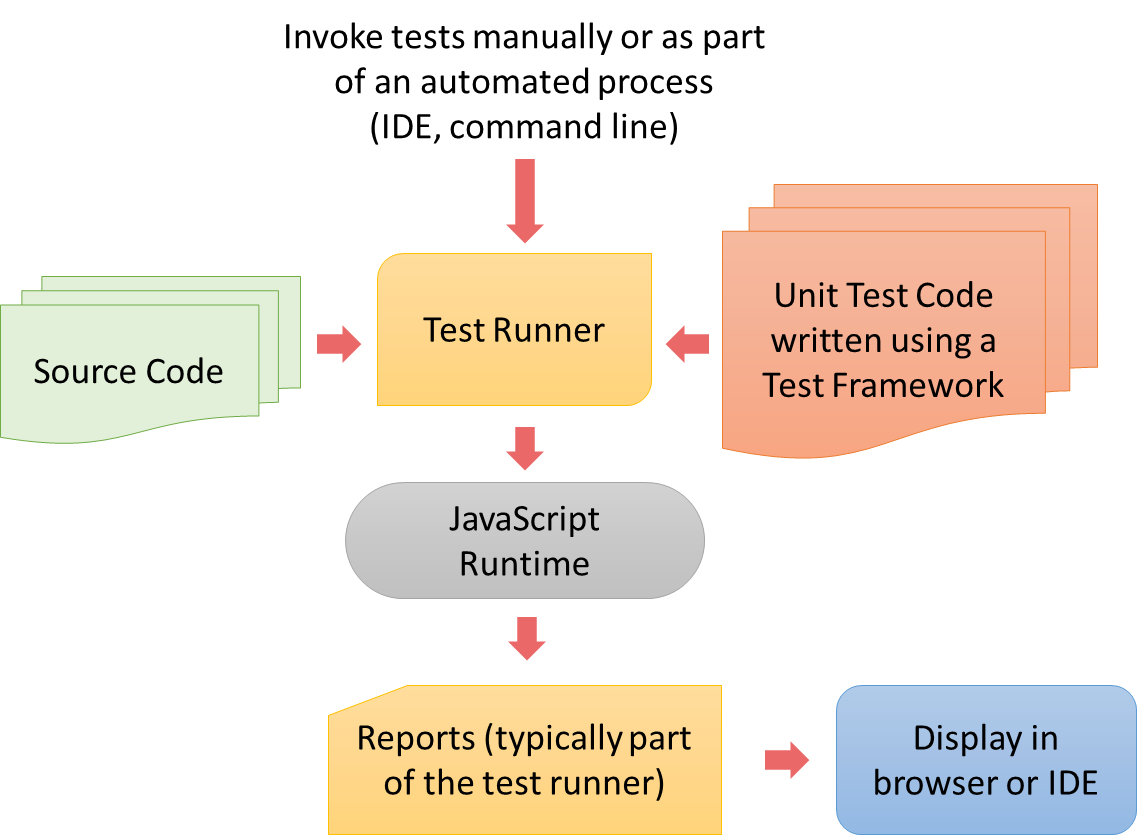 Invoke tests manually or as part
of an automated process
(IDE, command line)
Source Code
Test Runner
Unit Test Code
written using a
Test Framework
JavaScript
Runtime
Reports (typically part
of the test runner)
Display in
browser or IDE